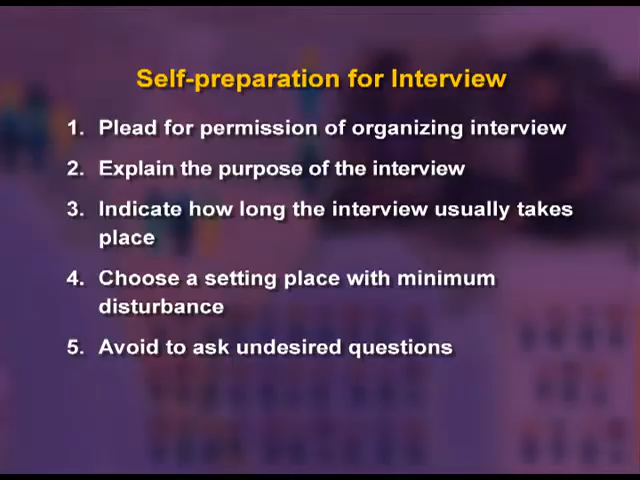 Self-preparation for Interview
1. Plead for permission of organizing interview
2. Explain the purpose of the interview
3. Indicate how long the interview usually takes
place
4. Choose a setting place with minimum
disturbance
5. Avoid to ask undesired questions